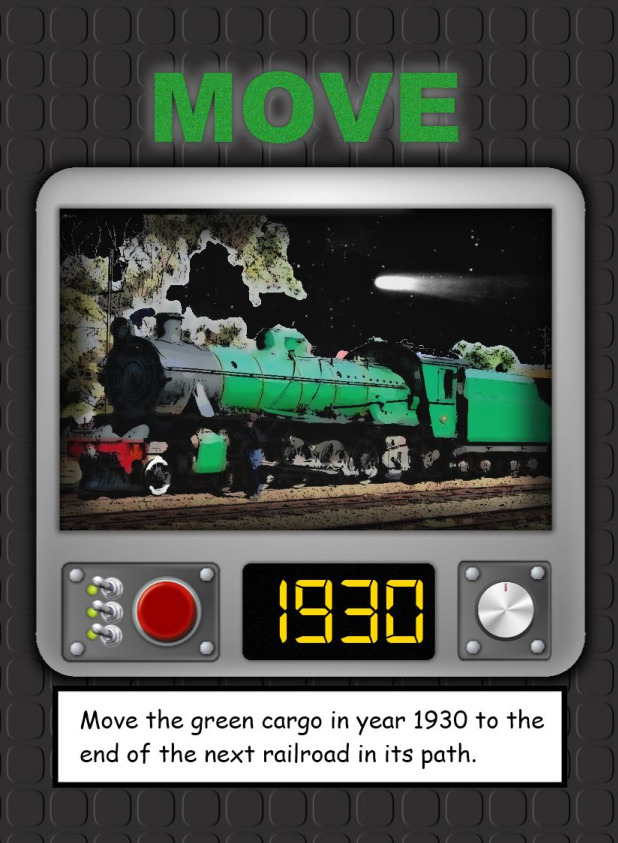 MOVE
1930
Move the green cargo in year 1930 to the
end of the next railroad in its path.